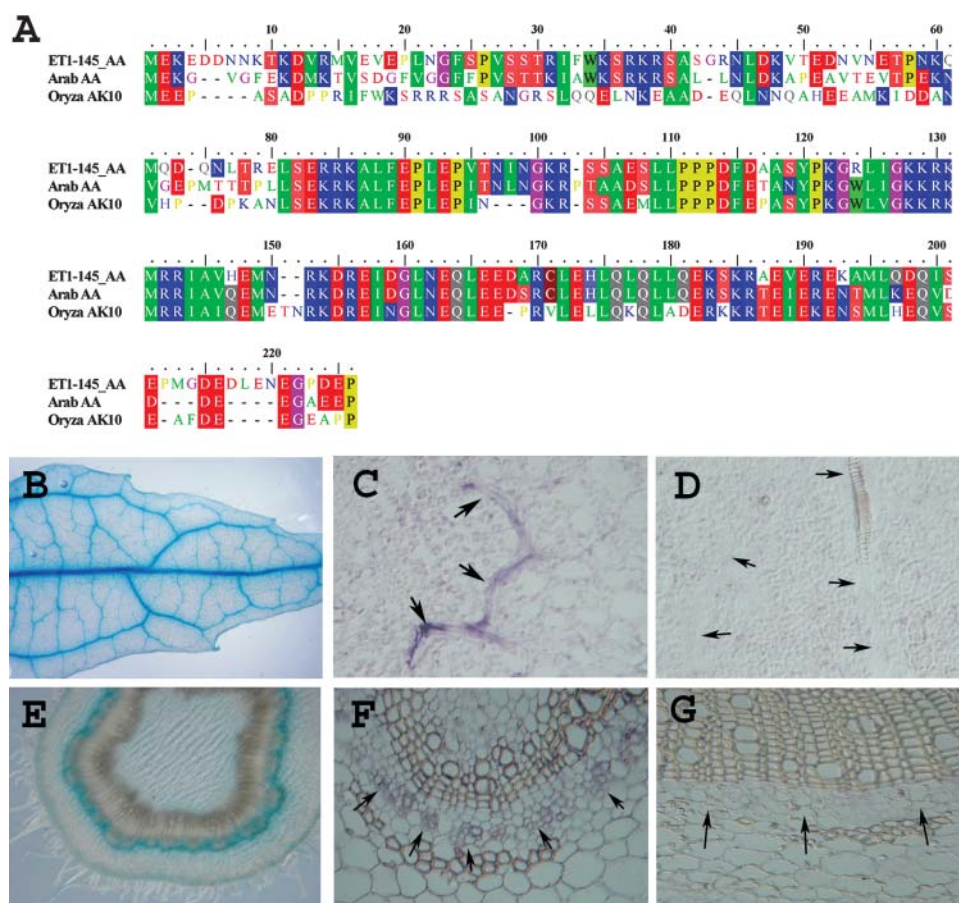 A
10 20 30 40 50 60
ET1-145_AA MEKEDDNNKTKDVRMVEVEPLNGFSPVSSTRIFWKSRKRSASGRNLDKVTEDNVNETPNKQ
Arab AA MEKG--VGFEKDMKTVSDGFVGGFFPVSTTKIFWKSRKRSAL-LNLDKAPEAVTEVTPEKN
Oryza AK10 MEEP----ASADPPRIFWKSRRRSASANGRSLQQELNKEAAD-EQLNNQAHEEAMKIDDAN
80 90 100 110 120 130
ET1-145_AA MQD-QNLTRELSERRKALFEPLEPVTNINGKR-SSAESLLPPPDFDAASYPKGRLIGKKRK
Arab AA VGEPMTTTPLLSEKRKALFEPLEPITNLNGKRPTAADSLLPPPDFETANYPKGWLIGKKRK
Oryza AK10 VHP-DPKANLSEKRKALFEPLEPIN---GKR-SSAEMLLPPPDFEPASYPKGWLVGKKRK
150 160 170 180 190 200
ET1-145_AA MRRIAVHEMN--RKDREIDGLNEQLEEDARCLEHLQLQLLQEKSKRAEVEREKAMLQDQIS
Arab AA MRRIAVQEMN--RKDREIDGLNEQLEEDSRCLEHLQLQLLQERSKRTEIERENTMLKEQVD
Oryza AK10 MRRIAIQEMETNRKDREINGLNEQLEE-PRVLELLQKQLADERKKRTEIEKENSMLHEQVS
220
ET1-145_AA EPMGDEDLENEGPDEP
Arab AA D---DE----EGAEEP
Oryza AK10 E-AFDE----EGEAPP
B
C
D
E
F
G